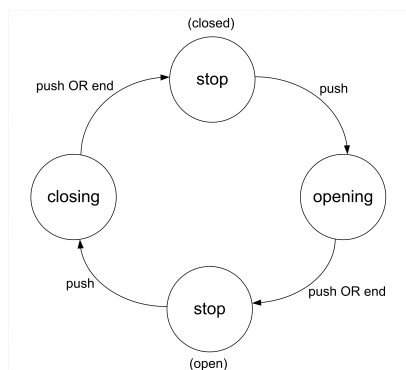 (closed)
stop
push OR end
push
closing
opening
push
push OR end
stop
(open)